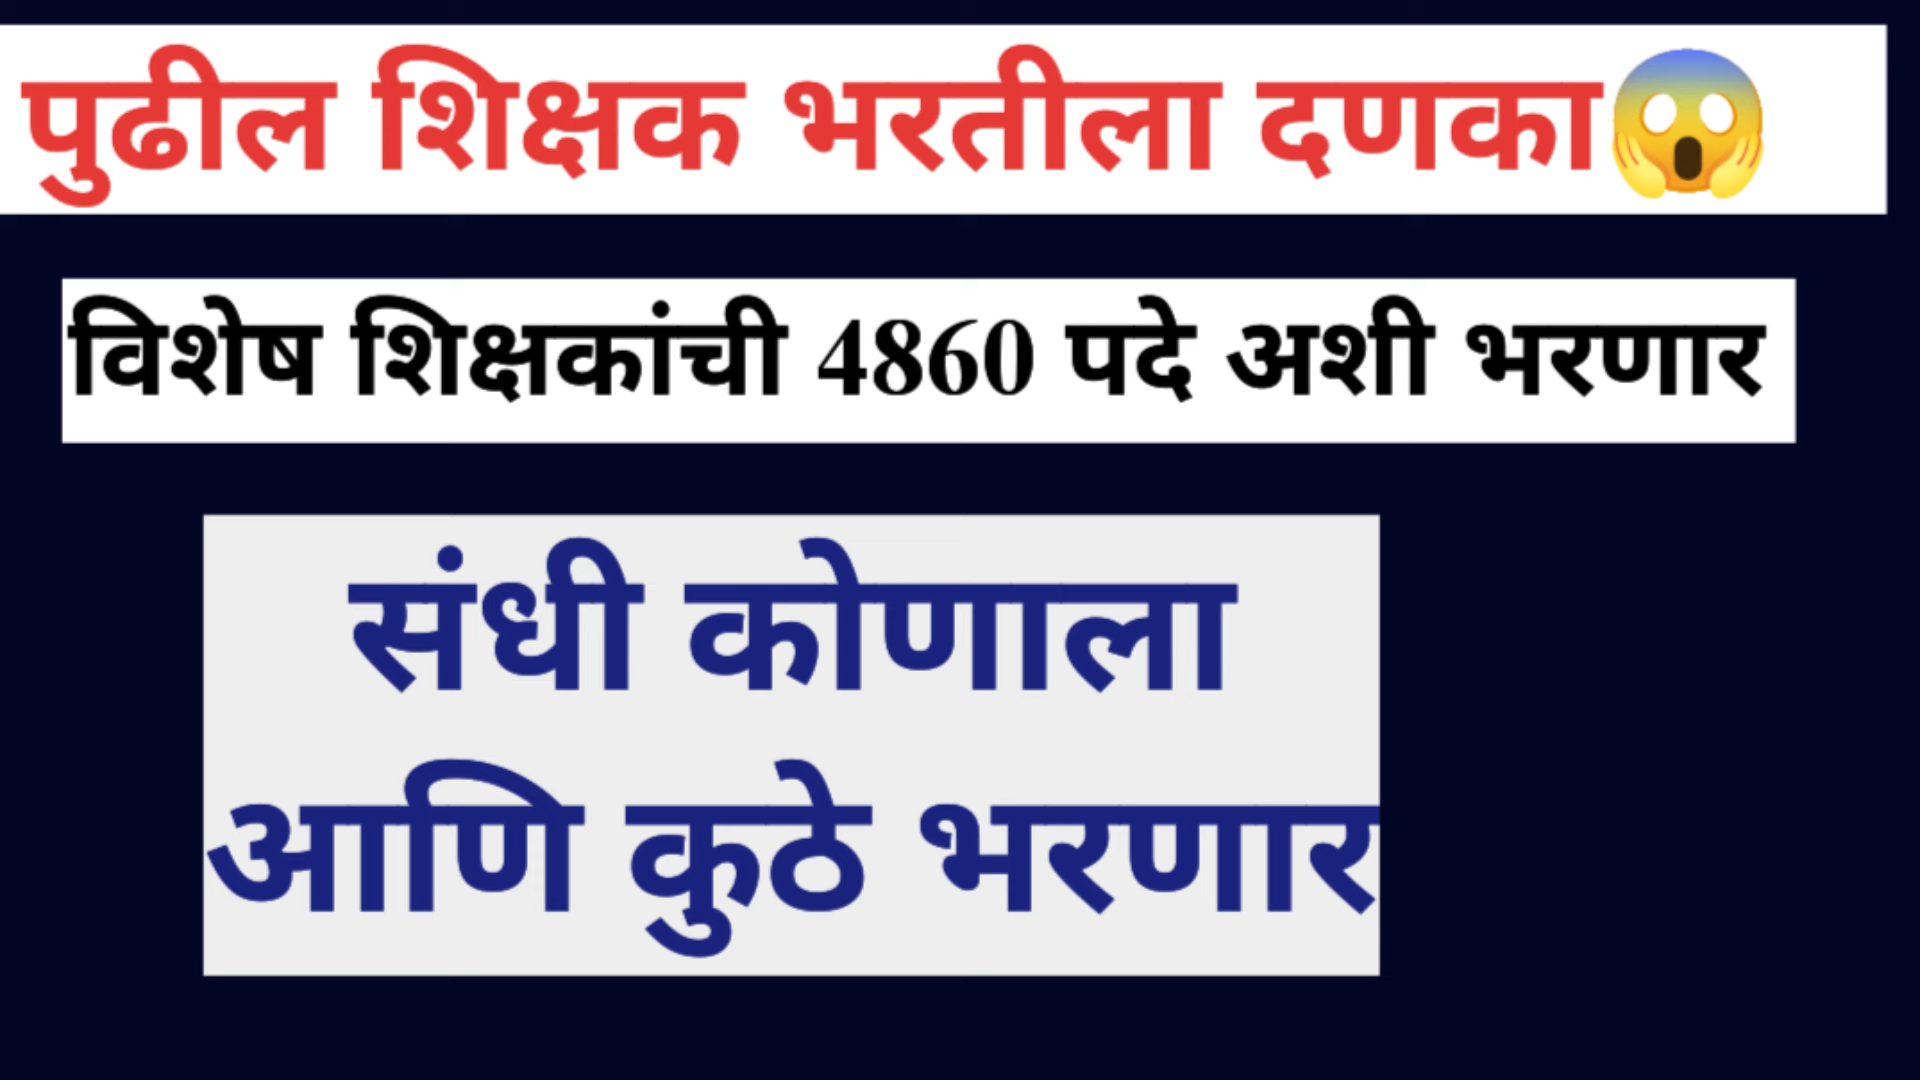 पुढील शिक्षक भरतीला दणका😱
विशेष शिक्षकांची 4860 पदे अशी भरणार
संधी कोणाला
आणि कुठे भरणार